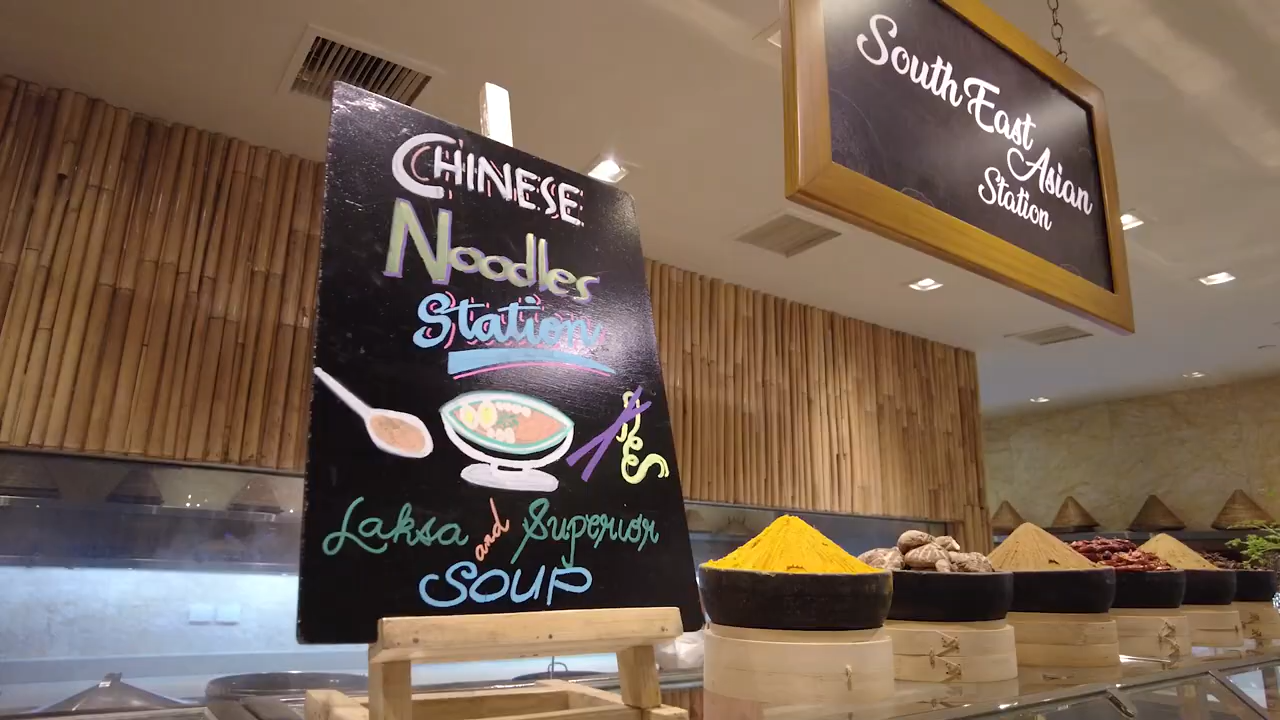 CHINESE
Noodles
Station
Laksa and Superior
SOUP
South East
Asian
Station